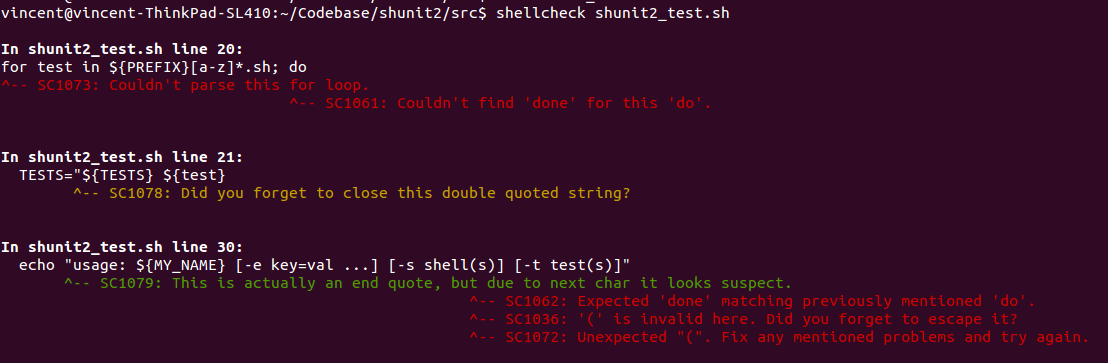 vincent@vincent-ThinkPad-SL410:~/Codebase/shunit2/src$ shellcheck shunit2_test.sh
In shunit2_test.sh line 20:
for test in ${PREFIX}[a-z]*.sh; do
^-- SC1073: Couldn't parse this for loop.
^-- SC1061: Couldn't find 'done' for this 'do'.
In shunit2_test.sh line 21:
TESTS="${TESTS} ${test}
^-- SC1078: Did you forget to close this double quoted string?
In shunit2_test.sh line 30:
echo "usage: ${MY_NAME} [-e key=val ...] [-s shell(s)] [-t test(s)]"
^-- SC1079: This is actually an end quote, but due to next char it looks suspect.
^-- SC1062: Expected 'done' matching previously mentioned 'do'.
^-- SC1036: '(' is invalid here. Did you forget to escape it?
^-- SC1072: Unexpected "(". Fix any mentioned problems and try again.